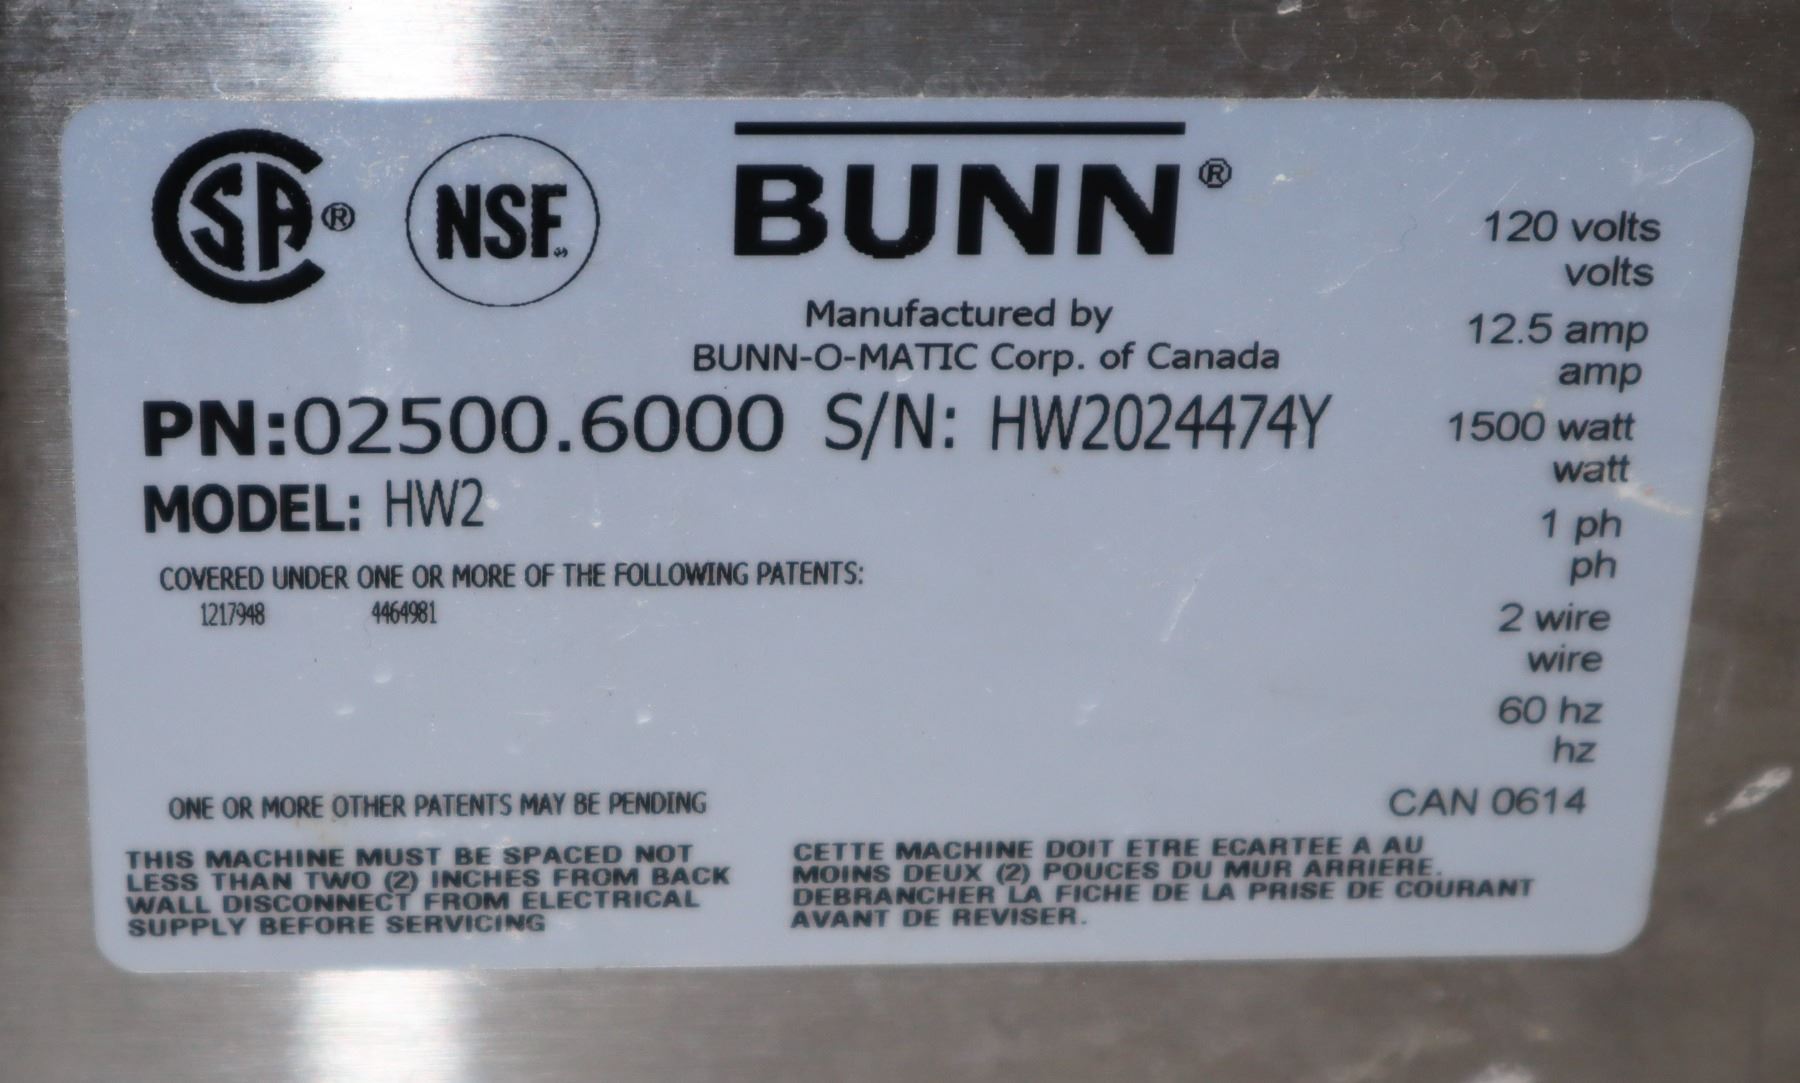 CSA®
NSF®
BUNN®
Manufactured by
BUNN-O-MATIC Corp. of Canada
120 volts
volts
12.5 amp
amp
1500 watt
watt
1 ph
ph
2 wire
wire
60 hz
hz
CAN 0614
PN:02500.6000 S/N: HW2024474Y
MODEL: HW2
COVERED UNDER ONE OR MORE OF THE FOLLOWING PATENTS:
1217948 4464981
ONE OR MORE OTHER PATENTS MAY BE PENDING
THIS MACHINE MUST BE SPACED NOT
LESS THAN TWO (2) INCHES FROM BACK
WALL DISCONNECT FROM ELECTRICAL
SUPPLY BEFORE SERVICING
CETTE MACHINE DOIT ETRE ECARTEE A AU
MOINS DEUX (2) POUCES DU MUR ARRIERE.
DEBRANCHER LA FICHE DE LA PRISE DE COURANT
AVANT DE REVISER.